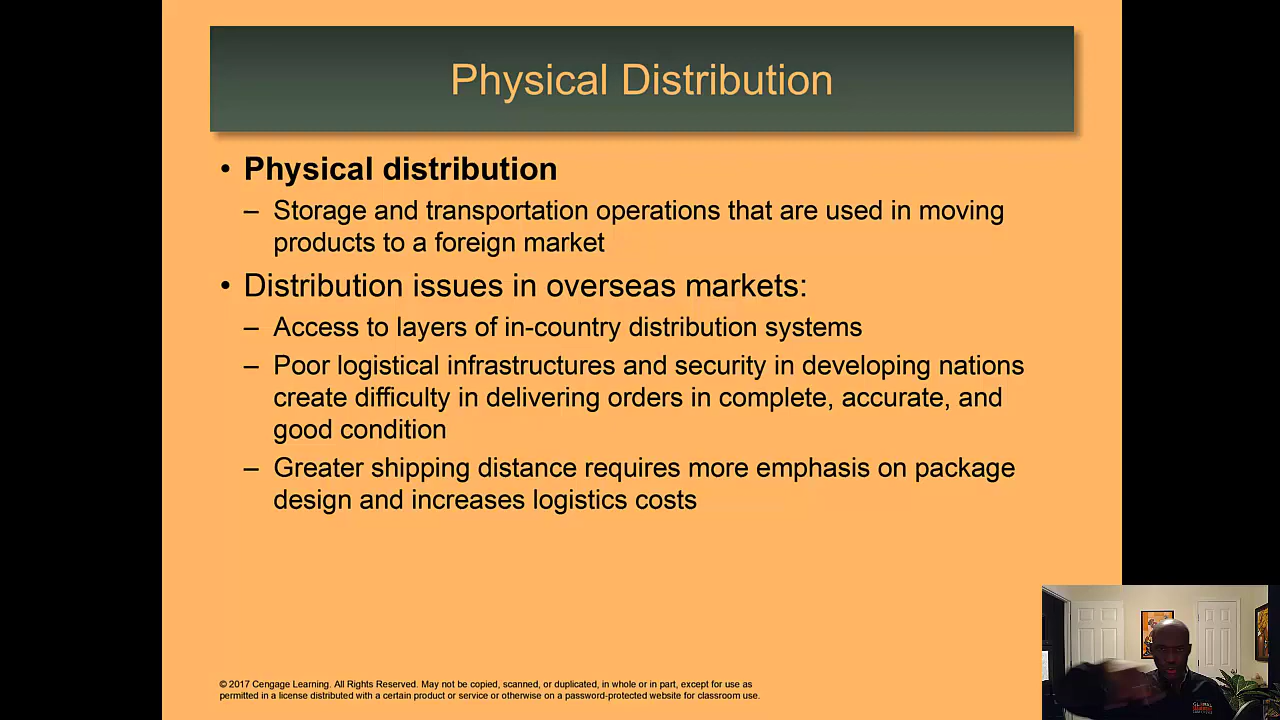 Physical Distribution
• Physical distribution
– Storage and transportation operations that are used in moving
products to a foreign market
• Distribution issues in overseas markets:
– Access to layers of in-country distribution systems
– Poor logistical infrastructures and security in developing nations
create difficulty in delivering orders in complete, accurate, and
good condition
– Greater shipping distance requires more emphasis on package
design and increases logistics costs
© 2017 Cengage Learning. All Rights Reserved. May not be copied, scanned, or duplicated, in whole or in part, except for use as
permitted in a license distributed with a certain product or service or otherwise on a password-protected website for classroom use.
GLOBAL